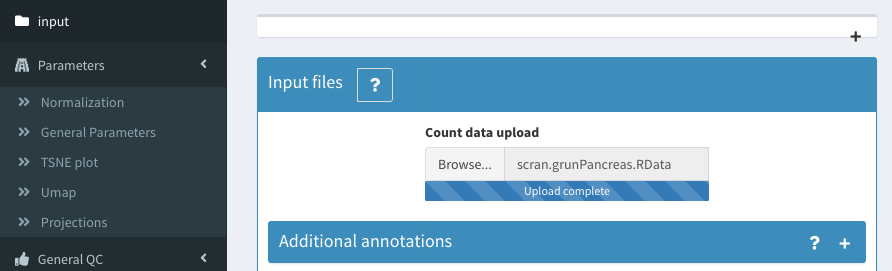 input
Parameters
Normalization
General Parameters
TSNE plot
Umap
Projections
General QC
+
Input files ?
Count data upload
Browse... scran.grunPancreas.RData
Upload complete
Additional annotations ? +